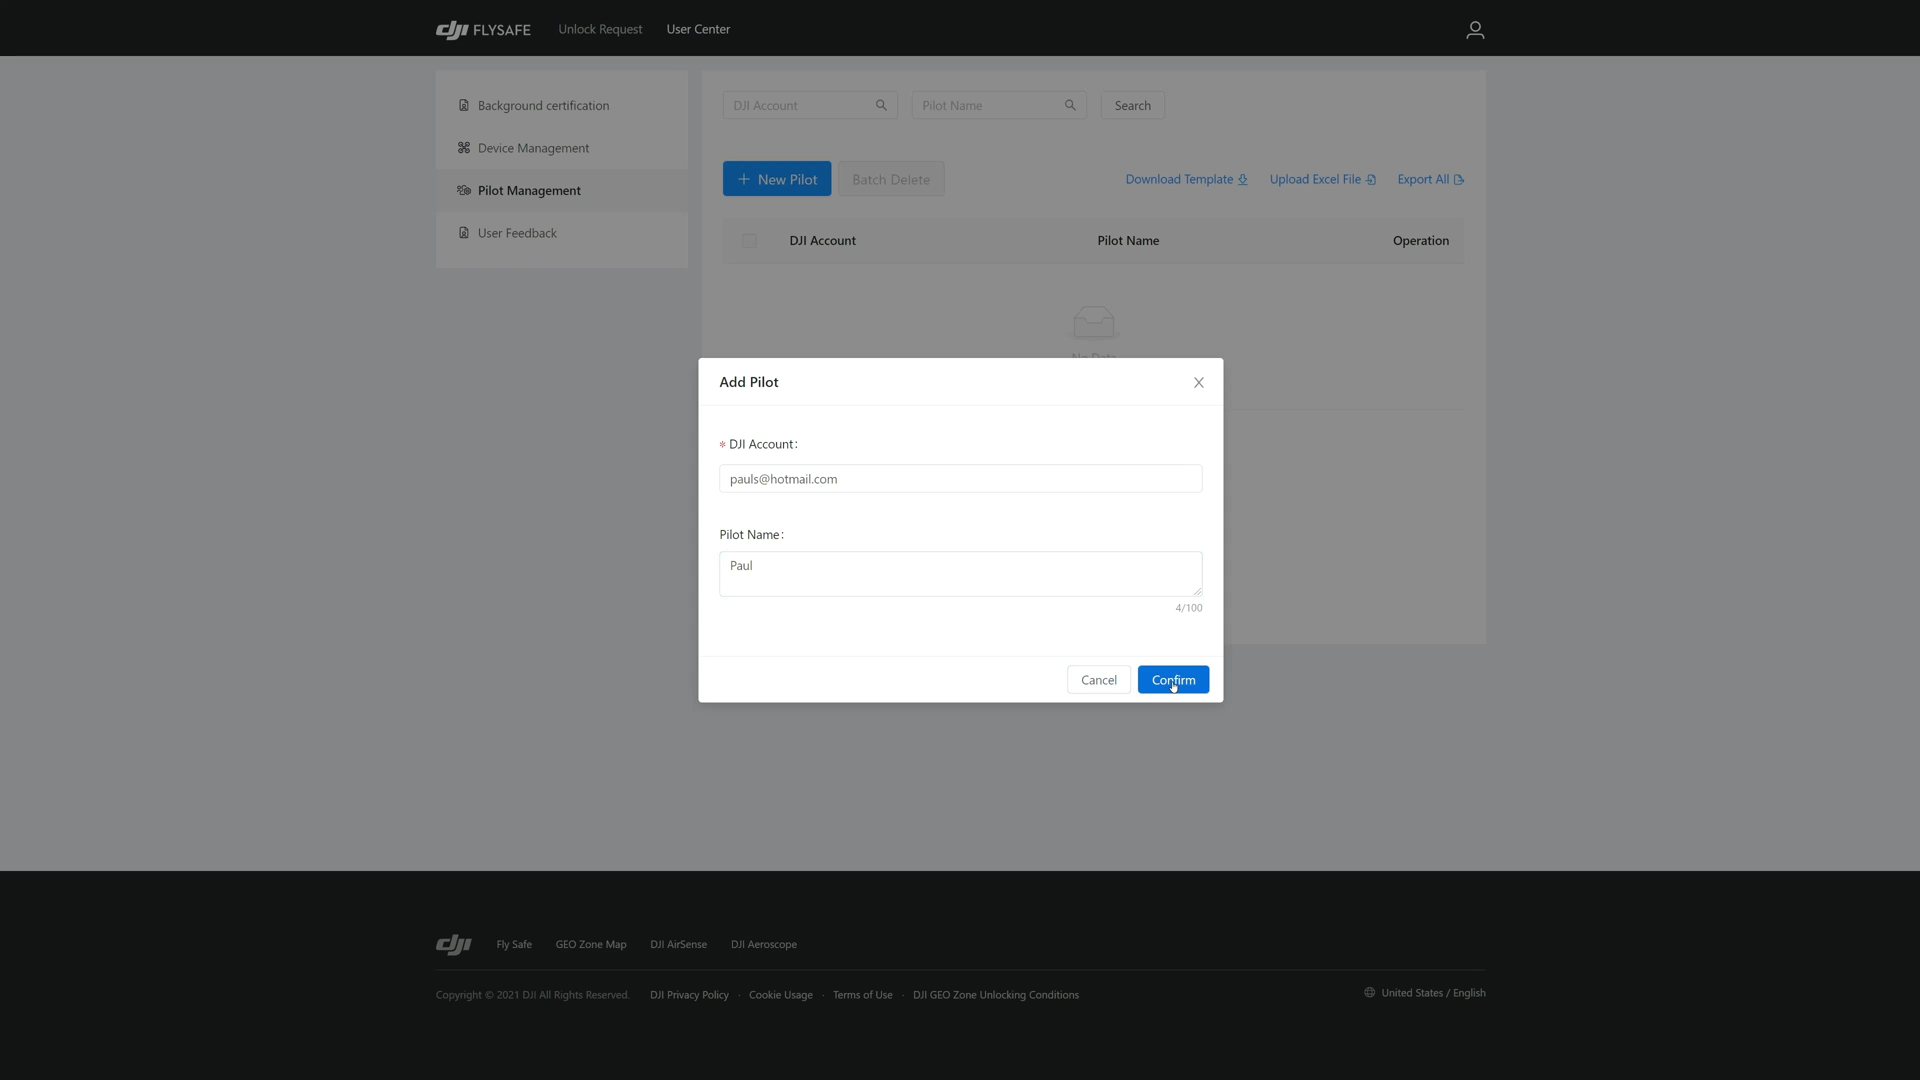 dji FLYSAFE Unlock Request User Center
Background certification
Device Management
Pilot Management
User Feedback
DJI Account Pilot Name Search
New Pilot Batch Delete Download Template Upload Excel File Export All
DJI Account Pilot Name Operation
No Data
Add Pilot
* DJI Account:
pauls@hotmail.com
Pilot Name:
Paul
4/100
Cancel Confirm
dji Fly Safe GEO Zone Map DJI AirSense DJI Aeroscope
Copyright © 2021 DJI All Rights Reserved. DJI Privacy Policy · Cookie Usage · Terms of Use · DJI GEO Zone Unlocking Conditions United States / English